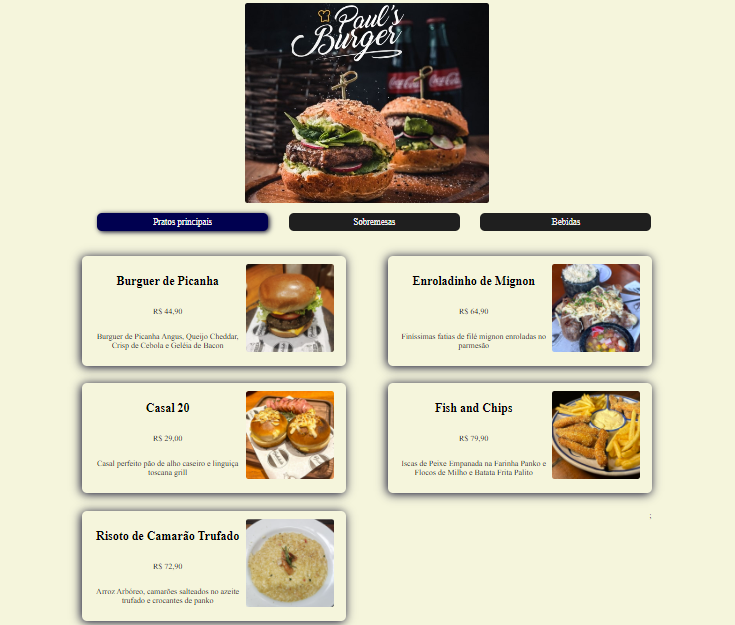 Paul's
Burger
Coca-Cola
Pratos principais
Sobremesas
Bebidas
Burguer de Picanha
R$ 44,90
Burguer de Picanha Angus, Queijo Cheddar,
Crisp de Cebola e Geléia de Bacon
Enroladinho de Mignon
R$ 64,90
Finíssimas fatias de filé mignon enroladas no
parmesão
Casal 20
R$ 29,00
Casal perfeito pão de alho caseiro e linguiça
toscana grill
Fish and Chips
R$ 79,90
Iscas de Peixe Empanada na Farinha Panko e
Flocos de Milho e Batata Frita Palito
;
Risoto de Camarão Trufado
R$ 72,90
Arroz Arbóreo, camarões salteados no azeite
trufado e crocantes de panko